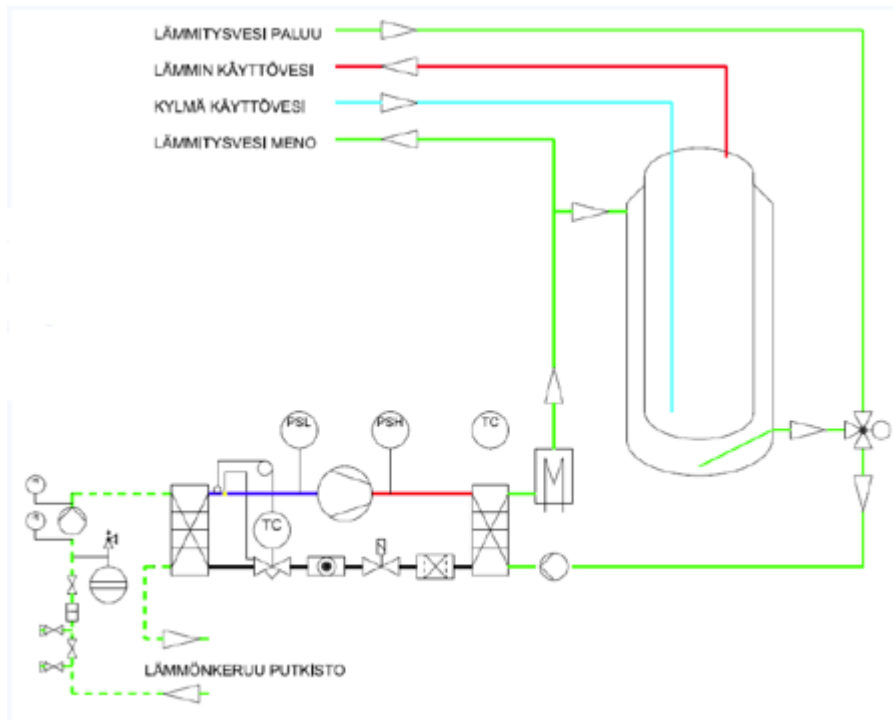 LÄMMITYSVESI PALUU
LÄMMIN KÄYTTÖVESI
KYLMÄ KÄYTTÖVESI
LÄMMITYSVESI MENO
PSL
PSH
TC
TC
LÄMMÖNKERUU PUTKISTO